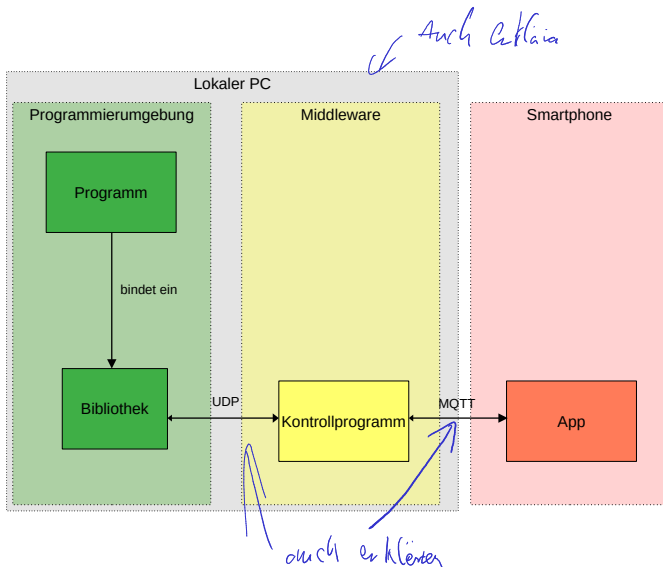 Auch erklären
Lokaler PC
Programmierumgebung
Middleware
Smartphone
Programm
bindet ein
Bibliothek
UDP
Kontrollprogramm
MQTT
App
auch erklären